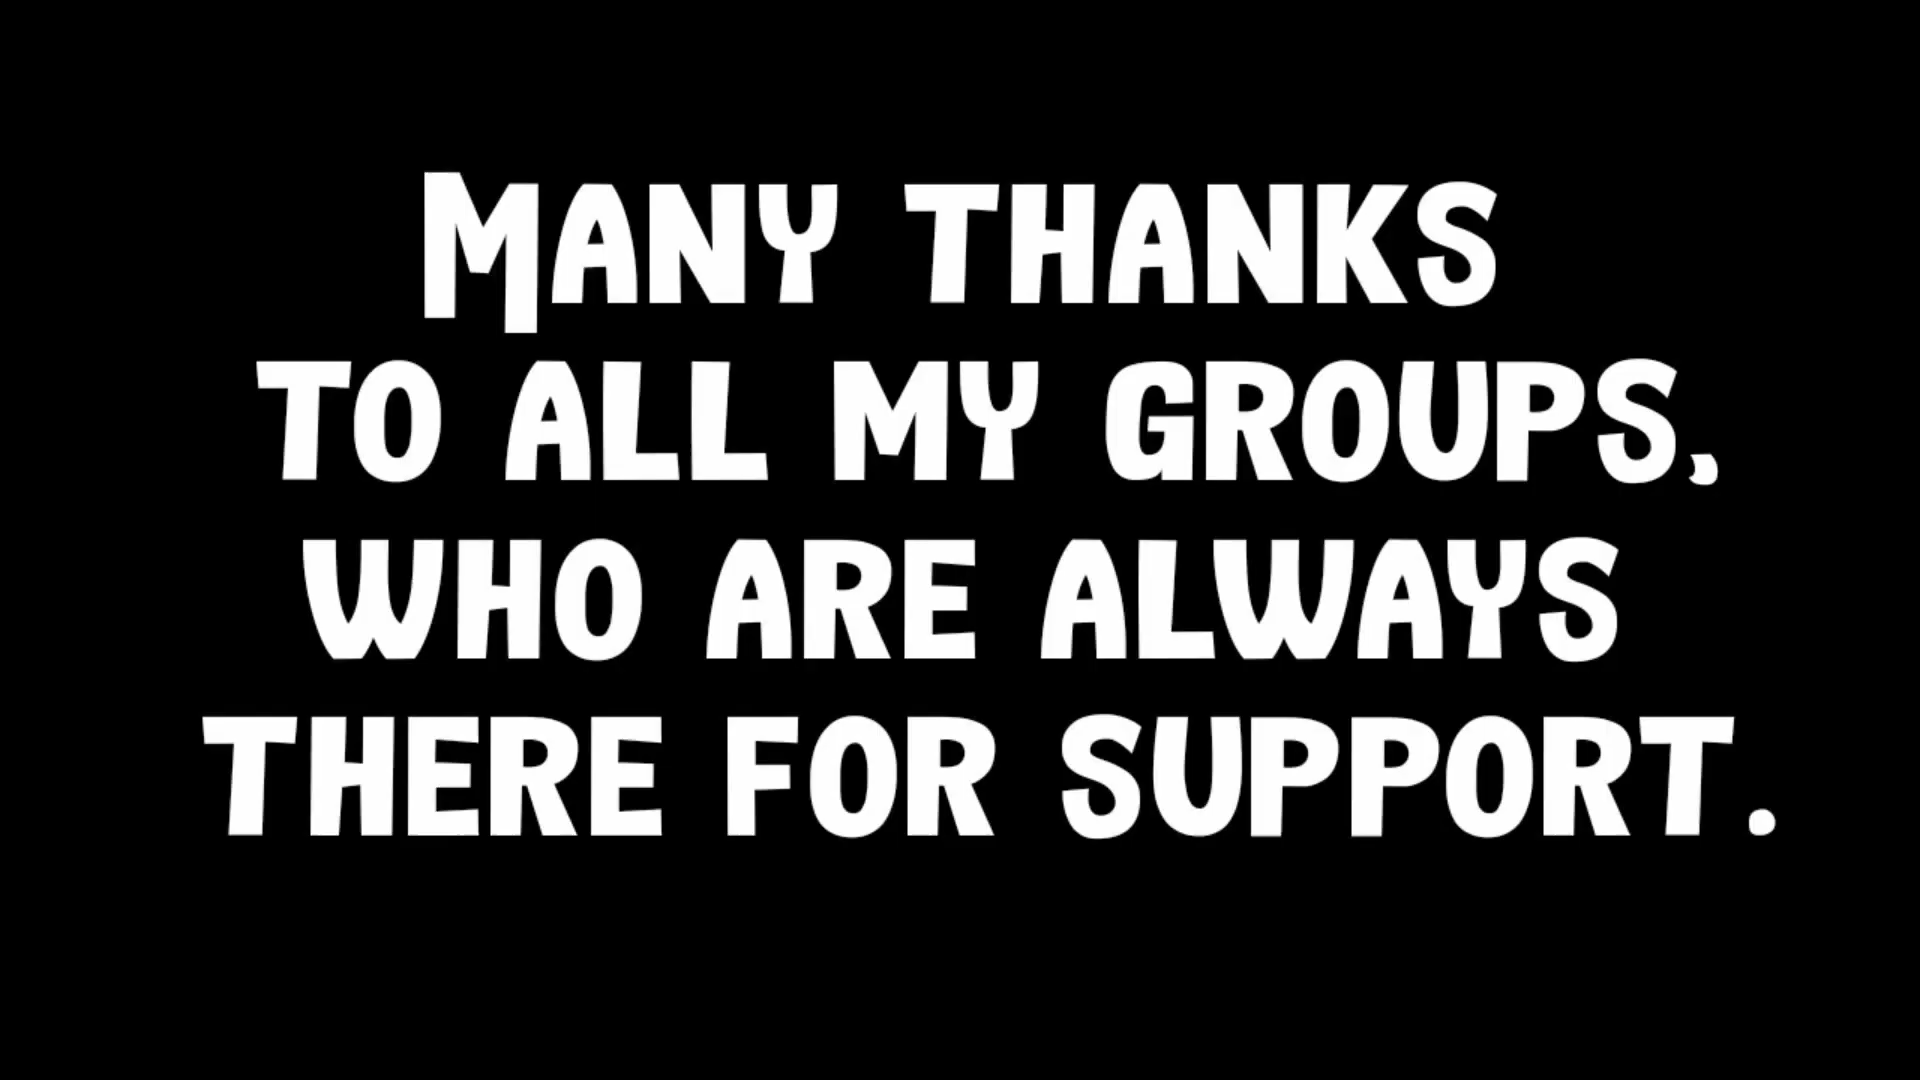 Many thanks
to all my groups,
who are always
there for support.